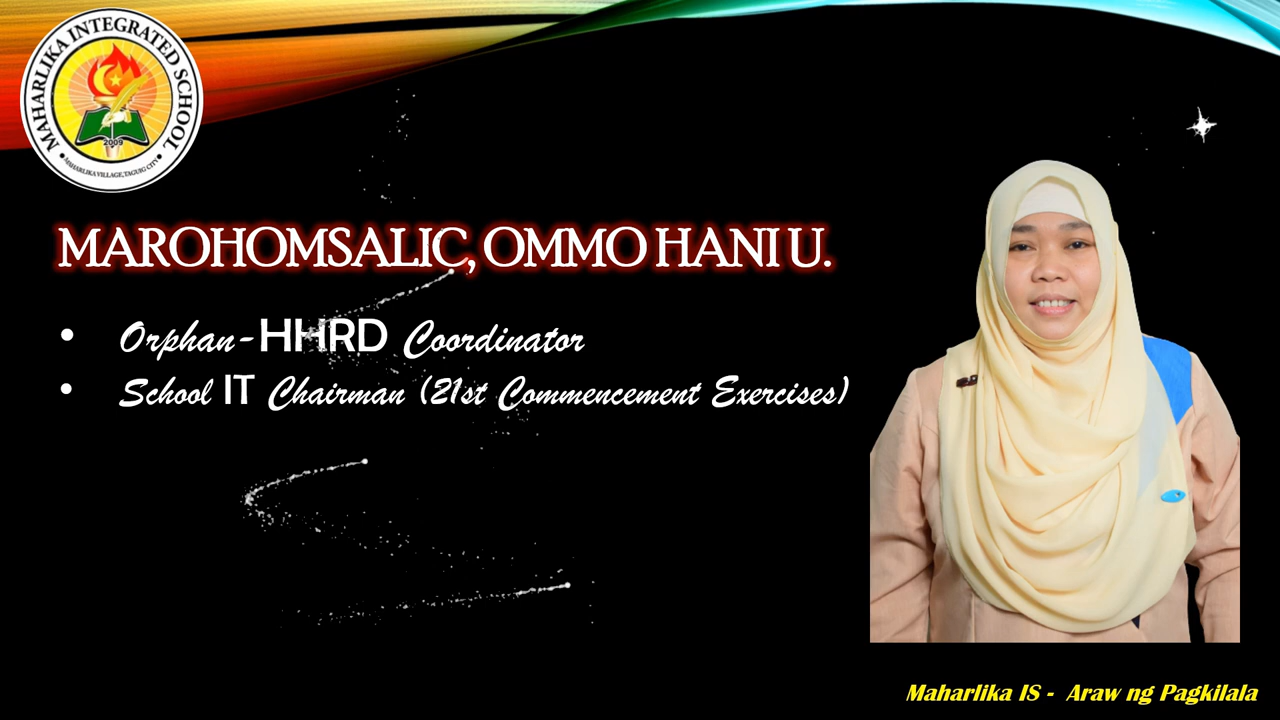 MAHARLIKA INTEGRATED SCHOOL
2009
MAHARLIKA VILLAGE, TAGUIG CITY
MAROHOMSALIC, OMMO HANI U.
• Orphan-HHRD Coordinator
• School IT Chairman (21st Commencement Exercises)
Maharlika IS - Araw ng Pagkilala